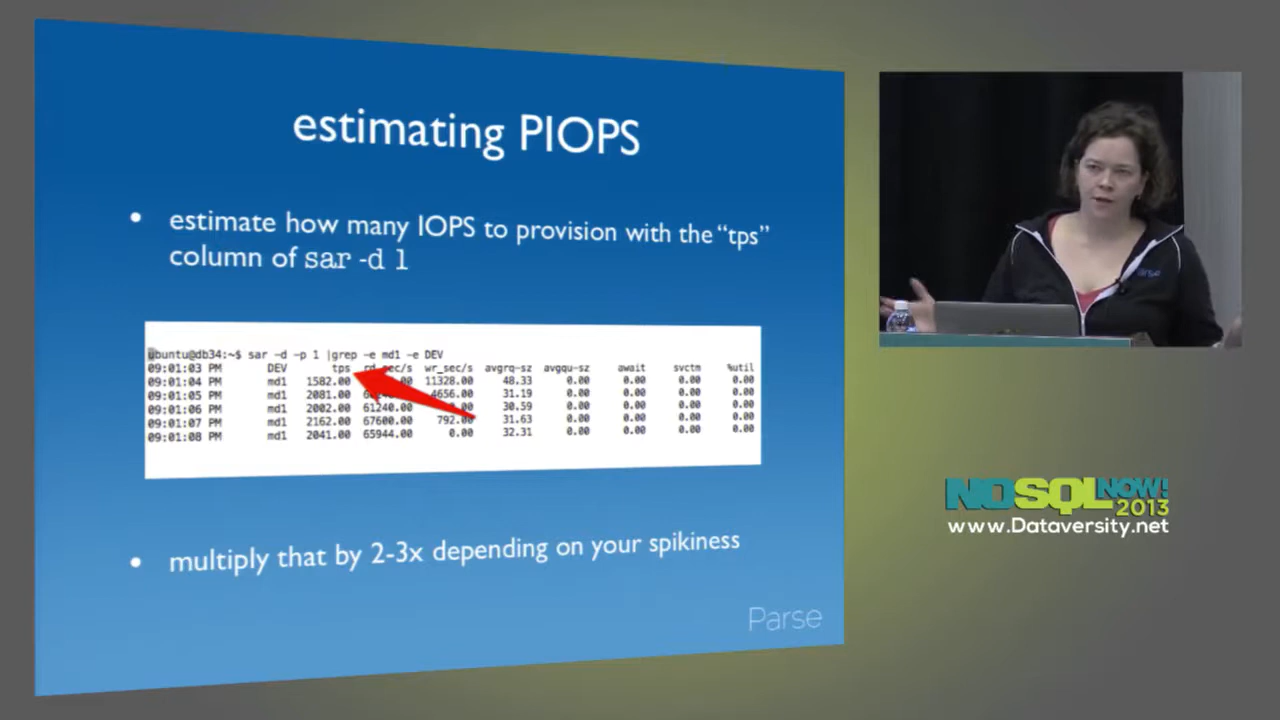 estimating PIOPS
• estimate how many IOPS to provision with the “tps”
column of sar -d 1
ubuntu@db34:~$ sar -d -p 1 |grep -e md1 -e DEV
09:01:03 PM DEV tps rd_sec/s wr_sec/s avgrq-sz avgqu-sz await svctm %util
09:01:04 PM md1 1582.00 11328.00 48.33 0.00 0.00 0.00 0.00
09:01:05 PM md1 2081.00 4656.00 31.19 0.00 0.00 0.00 0.00
09:01:06 PM md1 2002.00 61240.00 30.59 0.00 0.00 0.00 0.00
09:01:07 PM md1 2162.00 67600.00 792. 31.63 0.00 0.00 0.00 0.00
09:01:08 PM md1 2041.00 65944.00 0.00 32.31 0.00 0.00 0.00 0.00
• multiply that by 2-3x depending on your spikiness
Parse
NOSQL NOW!
2013
www.Dataversity.net